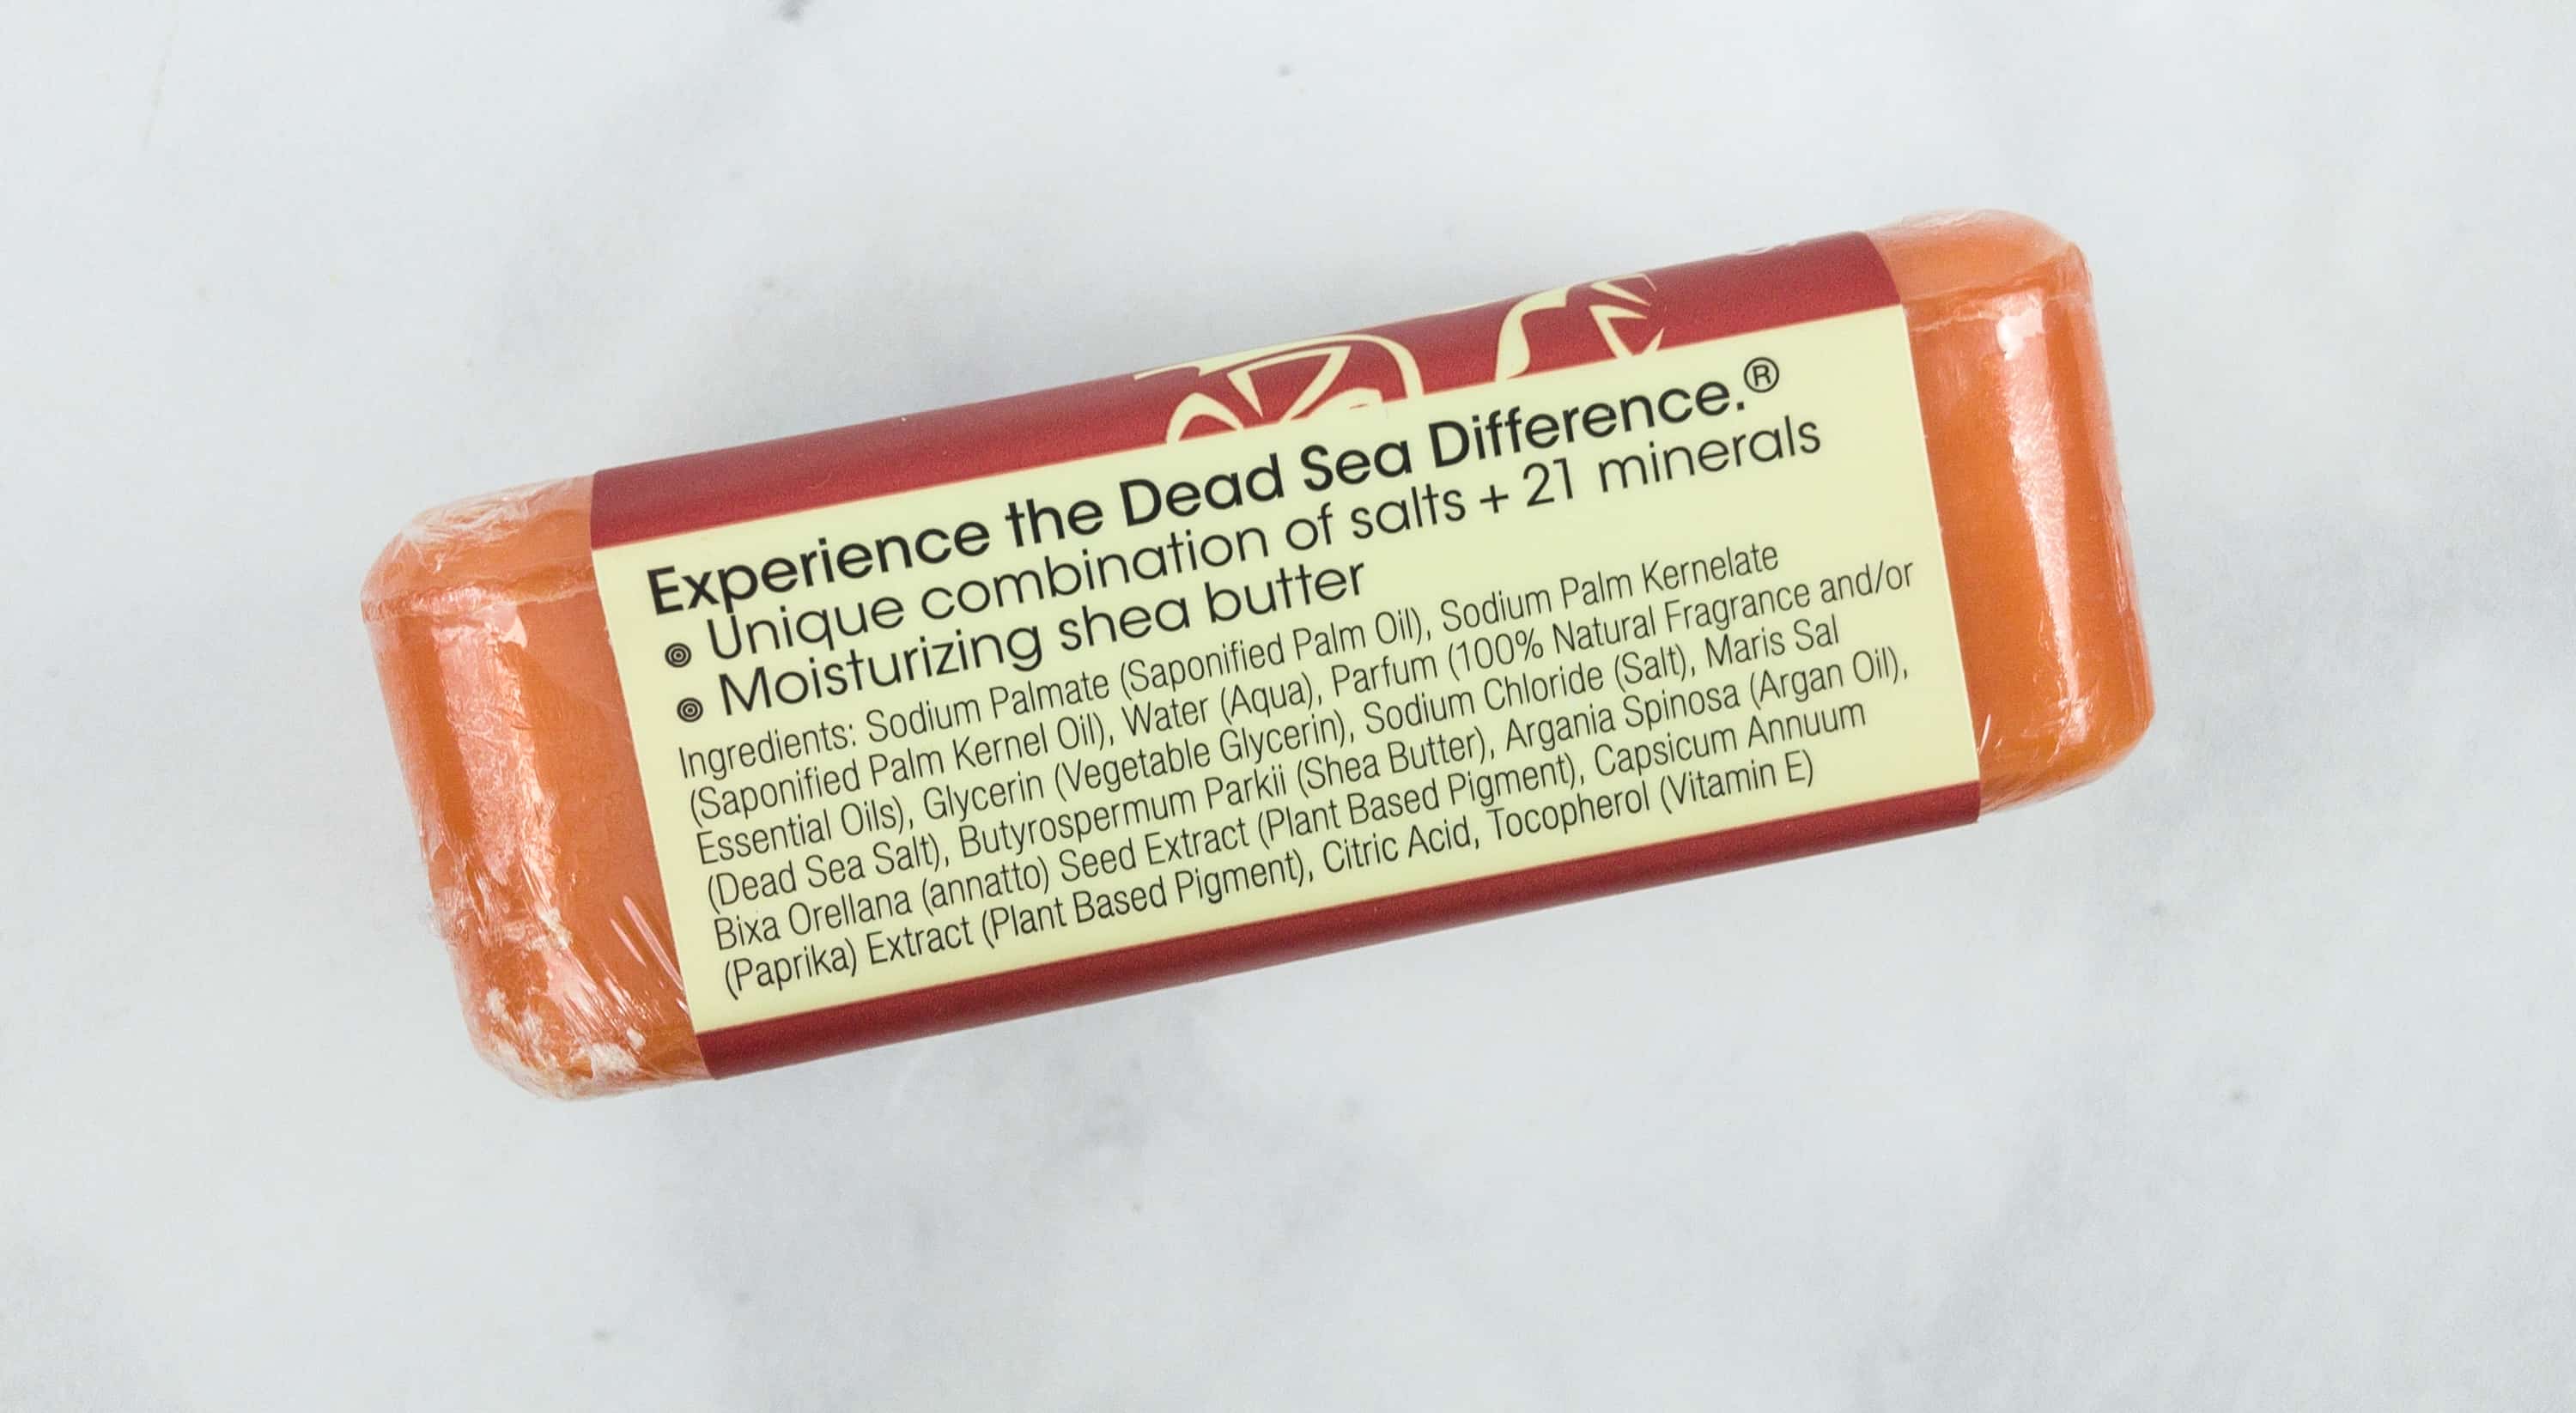 Experience the Dead Sea Difference.®
Unique combination of salts + 21 minerals
Moisturizing shea butter
Ingredients: Sodium Palmate (Saponified Palm Oil), Sodium Palm Kernelate
(Saponified Palm Kernel Oil), Water (Aqua), Parfum (100% Natural Fragrance and/or
Essential Oils), Glycerin (Vegetable Glycerin), Sodium Chloride (Salt), Maris Sal
(Dead Sea Salt), Butyrospermum Parkii (Shea Butter), Argania Spinosa (Argan Oil),
Bixa Orellana (annatto) Seed Extract (Plant Based Pigment), Capsicum Annuum
(Paprika) Extract (Plant Based Pigment), Citric Acid, Tocopherol (Vitamin E)